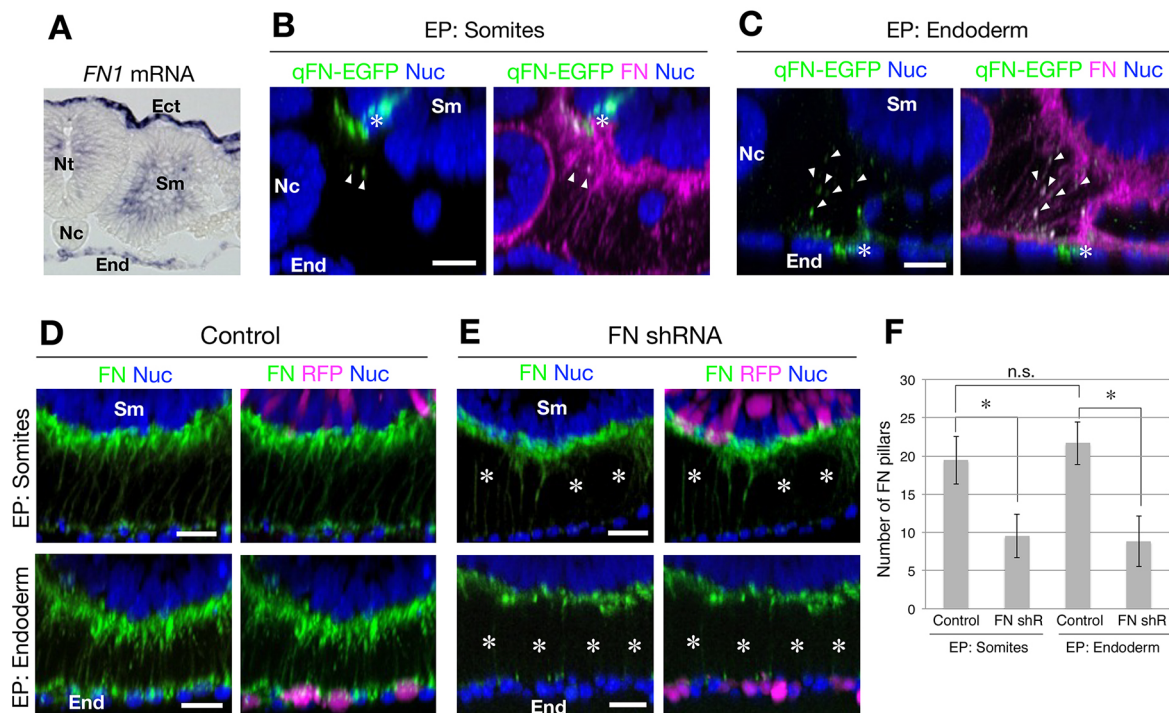 A
FN1 mRNA
Ect
Nt
Sm
Nc
End
B
EP: Somites
qFN-EGFP Nuc
qFN-EGFP FN Nuc
Sm
*
*
Nc
End
C
EP: Endoderm
qFN-EGFP Nuc
qFN-EGFP FN Nuc
Sm
Nc
End
*
*
D
Control
FN Nuc
FN RFP Nuc
EP: Somites
Sm
EP: Endoderm
End
E
FN shRNA
FN Nuc
FN RFP Nuc
Sm
* * *
* * *
* * * *
* * * *
End
F
n.s.
* *
Number of FN pillars
30
25
20
15
10
5
0
Control FN shR Control FN shR
EP: Somites EP: Endoderm